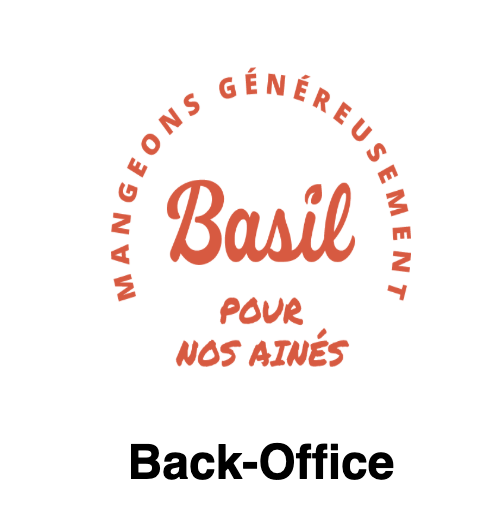 MANGEONS GÉNÉREUSEMENT
Basil
POUR
NOS AINÉS
Back-Office